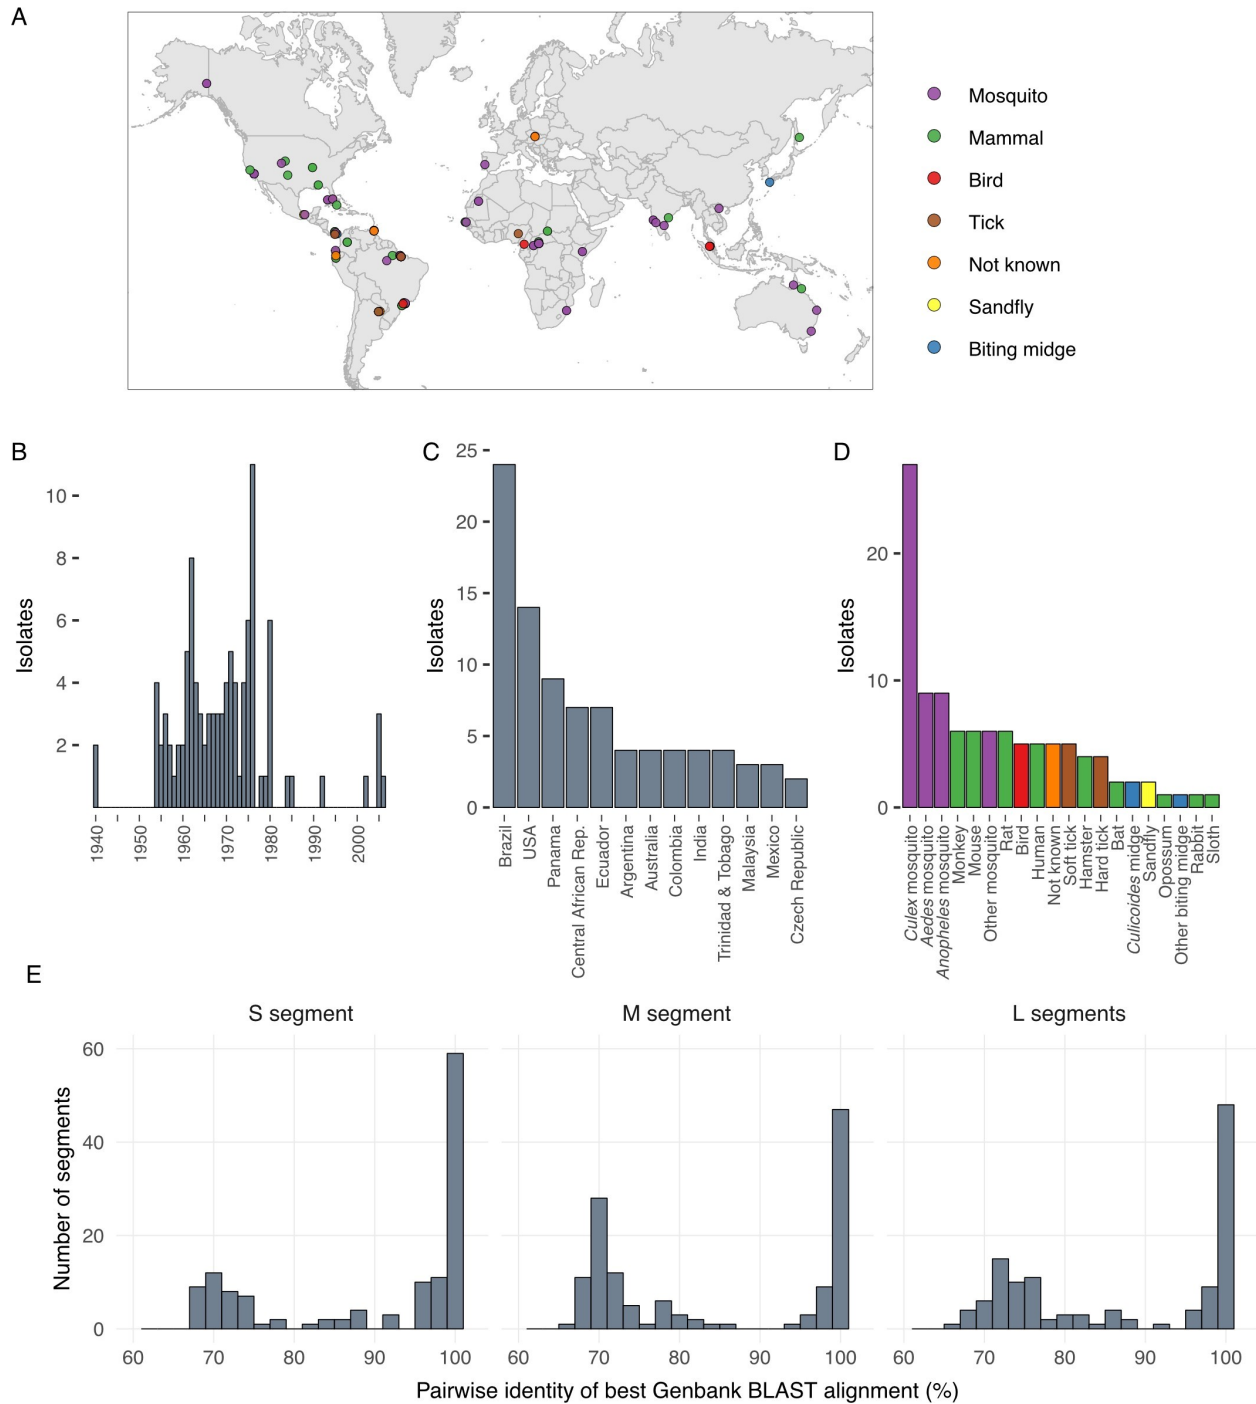 A
Mosquito
Mammal
Bird
Tick
Not known
Sandfly
Biting midge
B
Isolates
10
8
6
4
2
1940
1950
1960
1970
1980
1990
2000
C
Isolates
25
20
15
10
5
0
Brazil
USA
Panama
Central African Rep.
Ecuador
Argentina
Australia
Colombia
India
Trinidad & Tobago
Malaysia
Mexico
Czech Republic
D
Isolates
20
10
0
Culex mosquito
Aedes mosquito
Anopheles mosquito
Monkey
Mouse
Other mosquito
Rat
Bird
Human
Not known
Soft tick
Hamster
Hard tick
Bat
Culicoides midge
Sandfly
Opossum
Other biting midge
Rabbit
Sloth
E
S segment
M segment
L segments
Number of segments
60
40
20
0
60 70 80 90 100
60 70 80 90 100
60 70 80 90 100
Pairwise identity of best Genbank BLAST alignment (%)